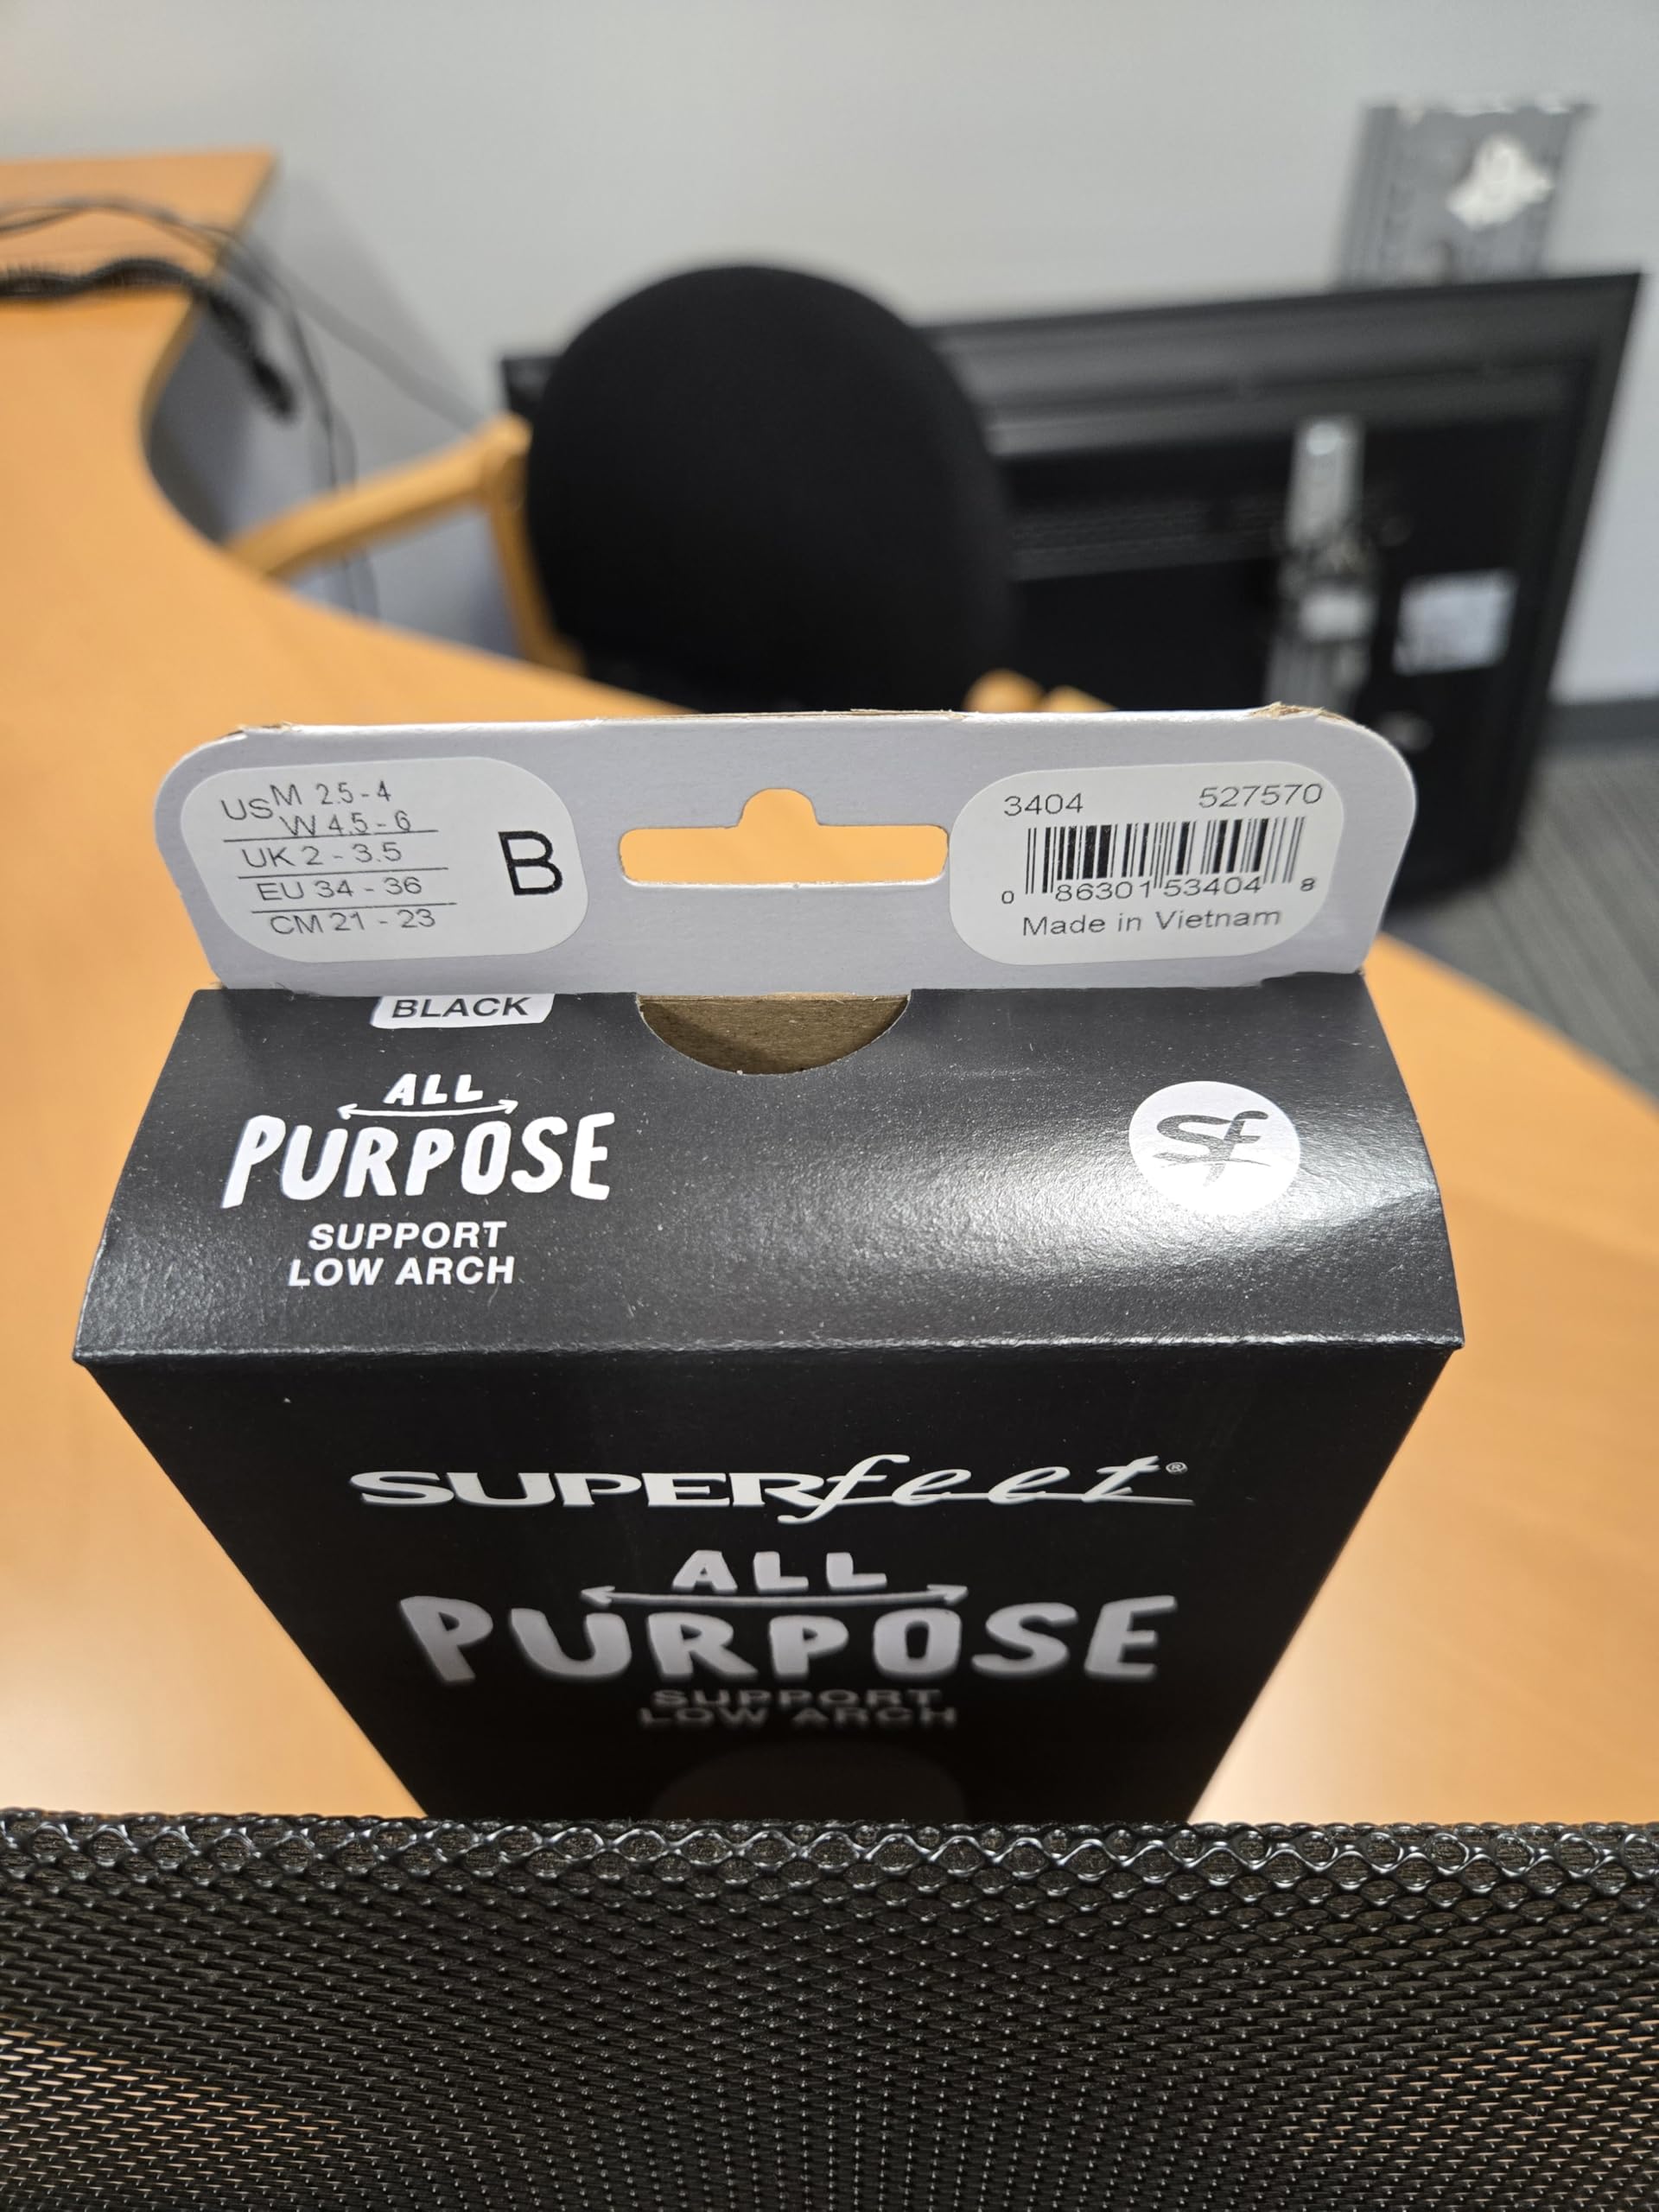 US M 2.5 - 4
W 4.5 - 6
UK 2 - 3.5
EU 34 - 36
CM 21 - 23
B
3404 527570
0 86301 53404 8
Made in Vietnam
BLACK
ALL
PURPOSE
SUPPORT
LOW ARCH
sf
SUPERfeet®
ALL
PURPOSE
SUPPORT
LOW ARCH